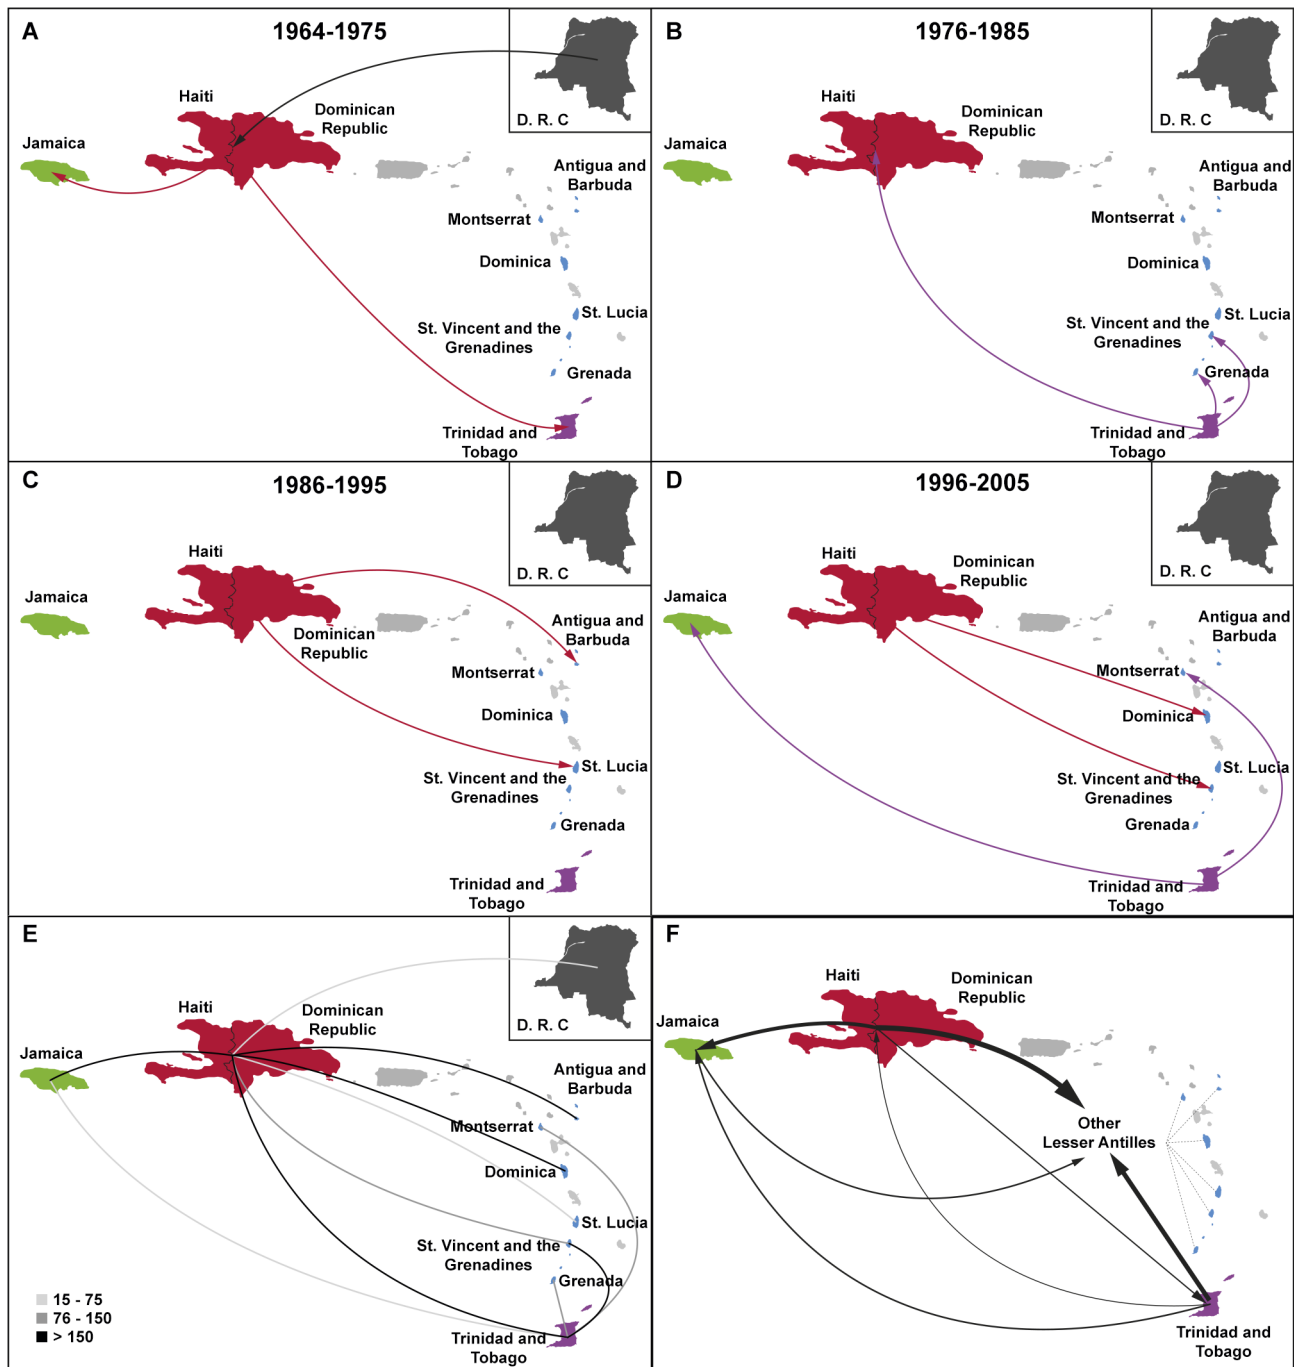 A
1964-1975
D. R. C
Haiti
Dominican
Republic
Jamaica
Antigua and
Barbuda
Montserrat
Dominica
St. Lucia
St. Vincent and the
Grenadines
Grenada
Trinidad and
Tobago
B
1976-1985
D. R. C
Haiti
Dominican
Republic
Jamaica
Antigua and
Barbuda
Montserrat
Dominica
St. Lucia
St. Vincent and the
Grenadines
Grenada
Trinidad and
Tobago
C
1986-1995
D. R. C
Haiti
Jamaica
Dominican
Republic
Antigua and
Barbuda
Montserrat
Dominica
St. Lucia
St. Vincent and the
Grenadines
Grenada
Trinidad and
Tobago
D
1996-2005
D. R. C
Haiti
Dominican
Republic
Jamaica
Antigua and
Barbuda
Montserrat
Dominica
St. Lucia
St. Vincent and the
Grenadines
Grenada
Trinidad and
Tobago
E
D. R. C
Haiti
Dominican
Republic
Jamaica
Antigua and
Barbuda
Montserrat
Dominica
St. Lucia
St. Vincent and the
Grenadines
Grenada
15 - 75
76 - 150
> 150
Trinidad and
Tobago
F
Haiti
Dominican
Republic
Jamaica
Other
Lesser Antilles
Trinidad and
Tobago